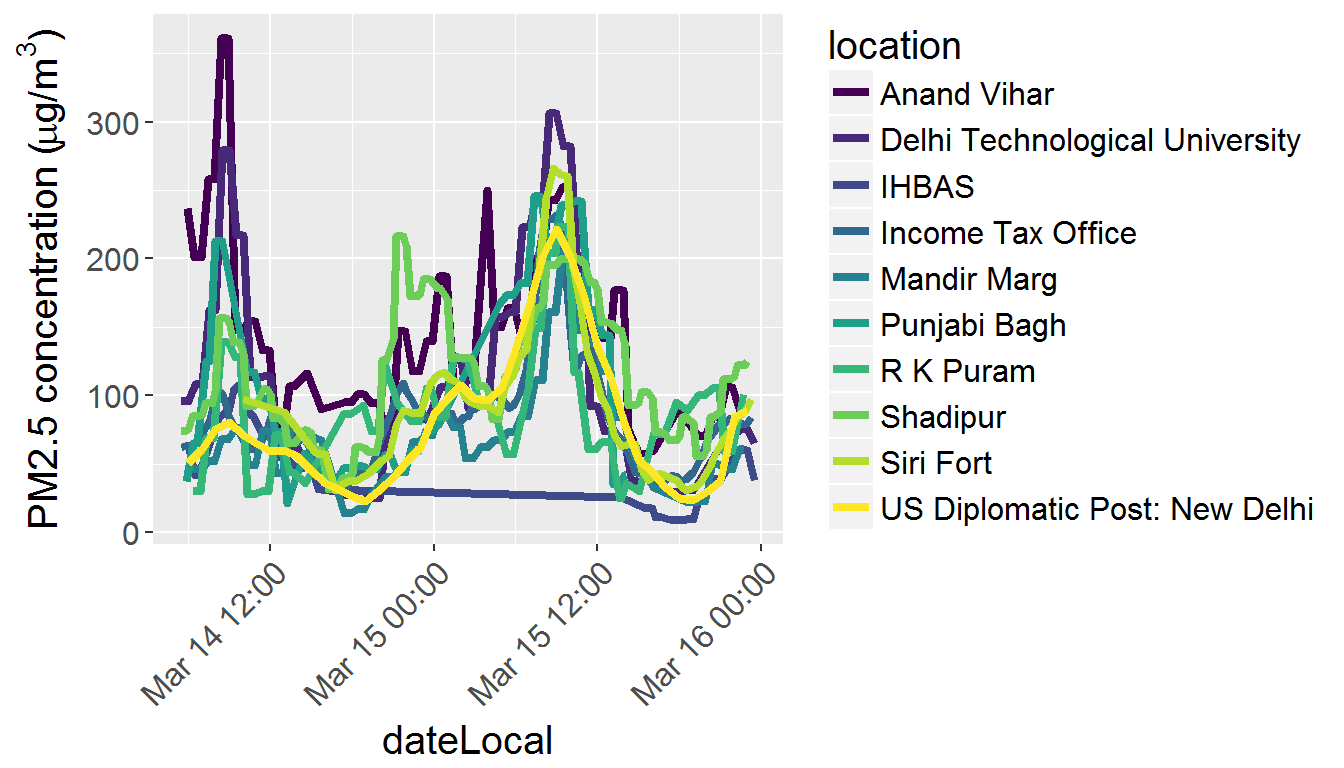 PM2.5 concentration (μg/m³)
300
200
100
0
Mar 14 12:00
Mar 15 00:00
Mar 15 12:00
Mar 16 00:00
dateLocal
location
Anand Vihar
Delhi Technological University
IHBAS
Income Tax Office
Mandir Marg
Punjabi Bagh
R K Puram
Shadipur
Siri Fort
US Diplomatic Post: New Delhi